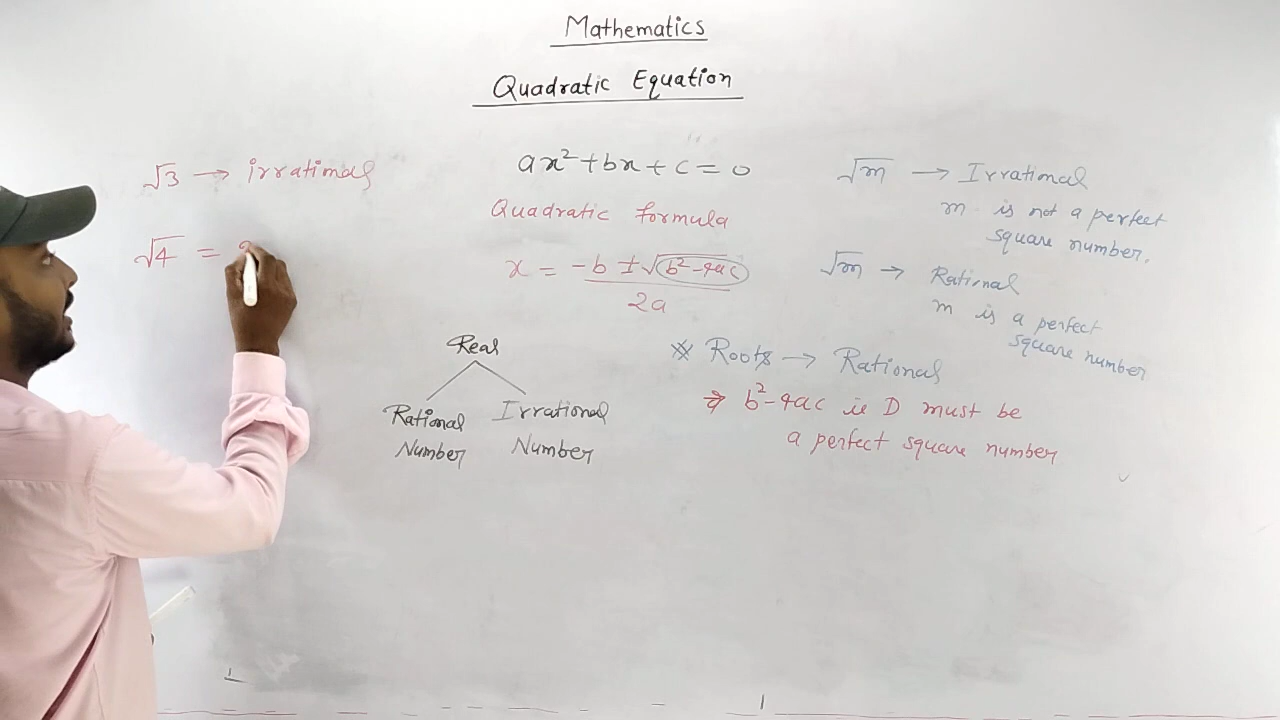 Mathematics
Quadratic Equation
√3 → irrational
√4 =
ax² + bx + c = 0
Quadratic formula
x = -b ± √b²-4ac
2a
Real
Rational Irrational
Number Number
√m → Irrational
m is not a perfect
square number.
√m → Rational
m is a perfect
square number
※ Roots → Rational
⇒ b²-4ac ie D must be
a perfect square number